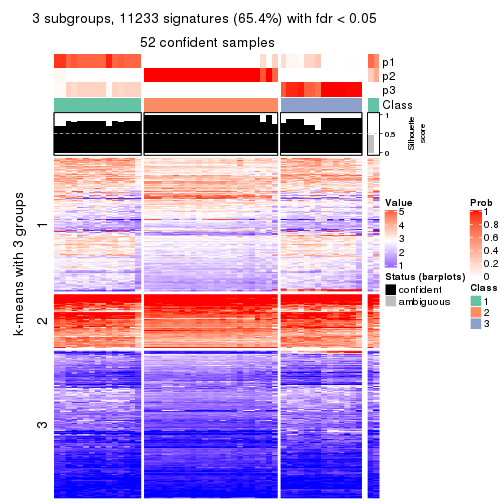 3 subgroups, 11233 signatures (65.4%) with fdr < 0.05
52 confident samples
p1
p2
p3
Class
1
0.5
0
Silhouette
score
k-means with 3 groups
1
2
3
Value
5
4
3
2
1
Status (barplots)
confident
ambiguous
Prob
1
0.8
0.6
0.4
0.2
0
Class
1
2
3